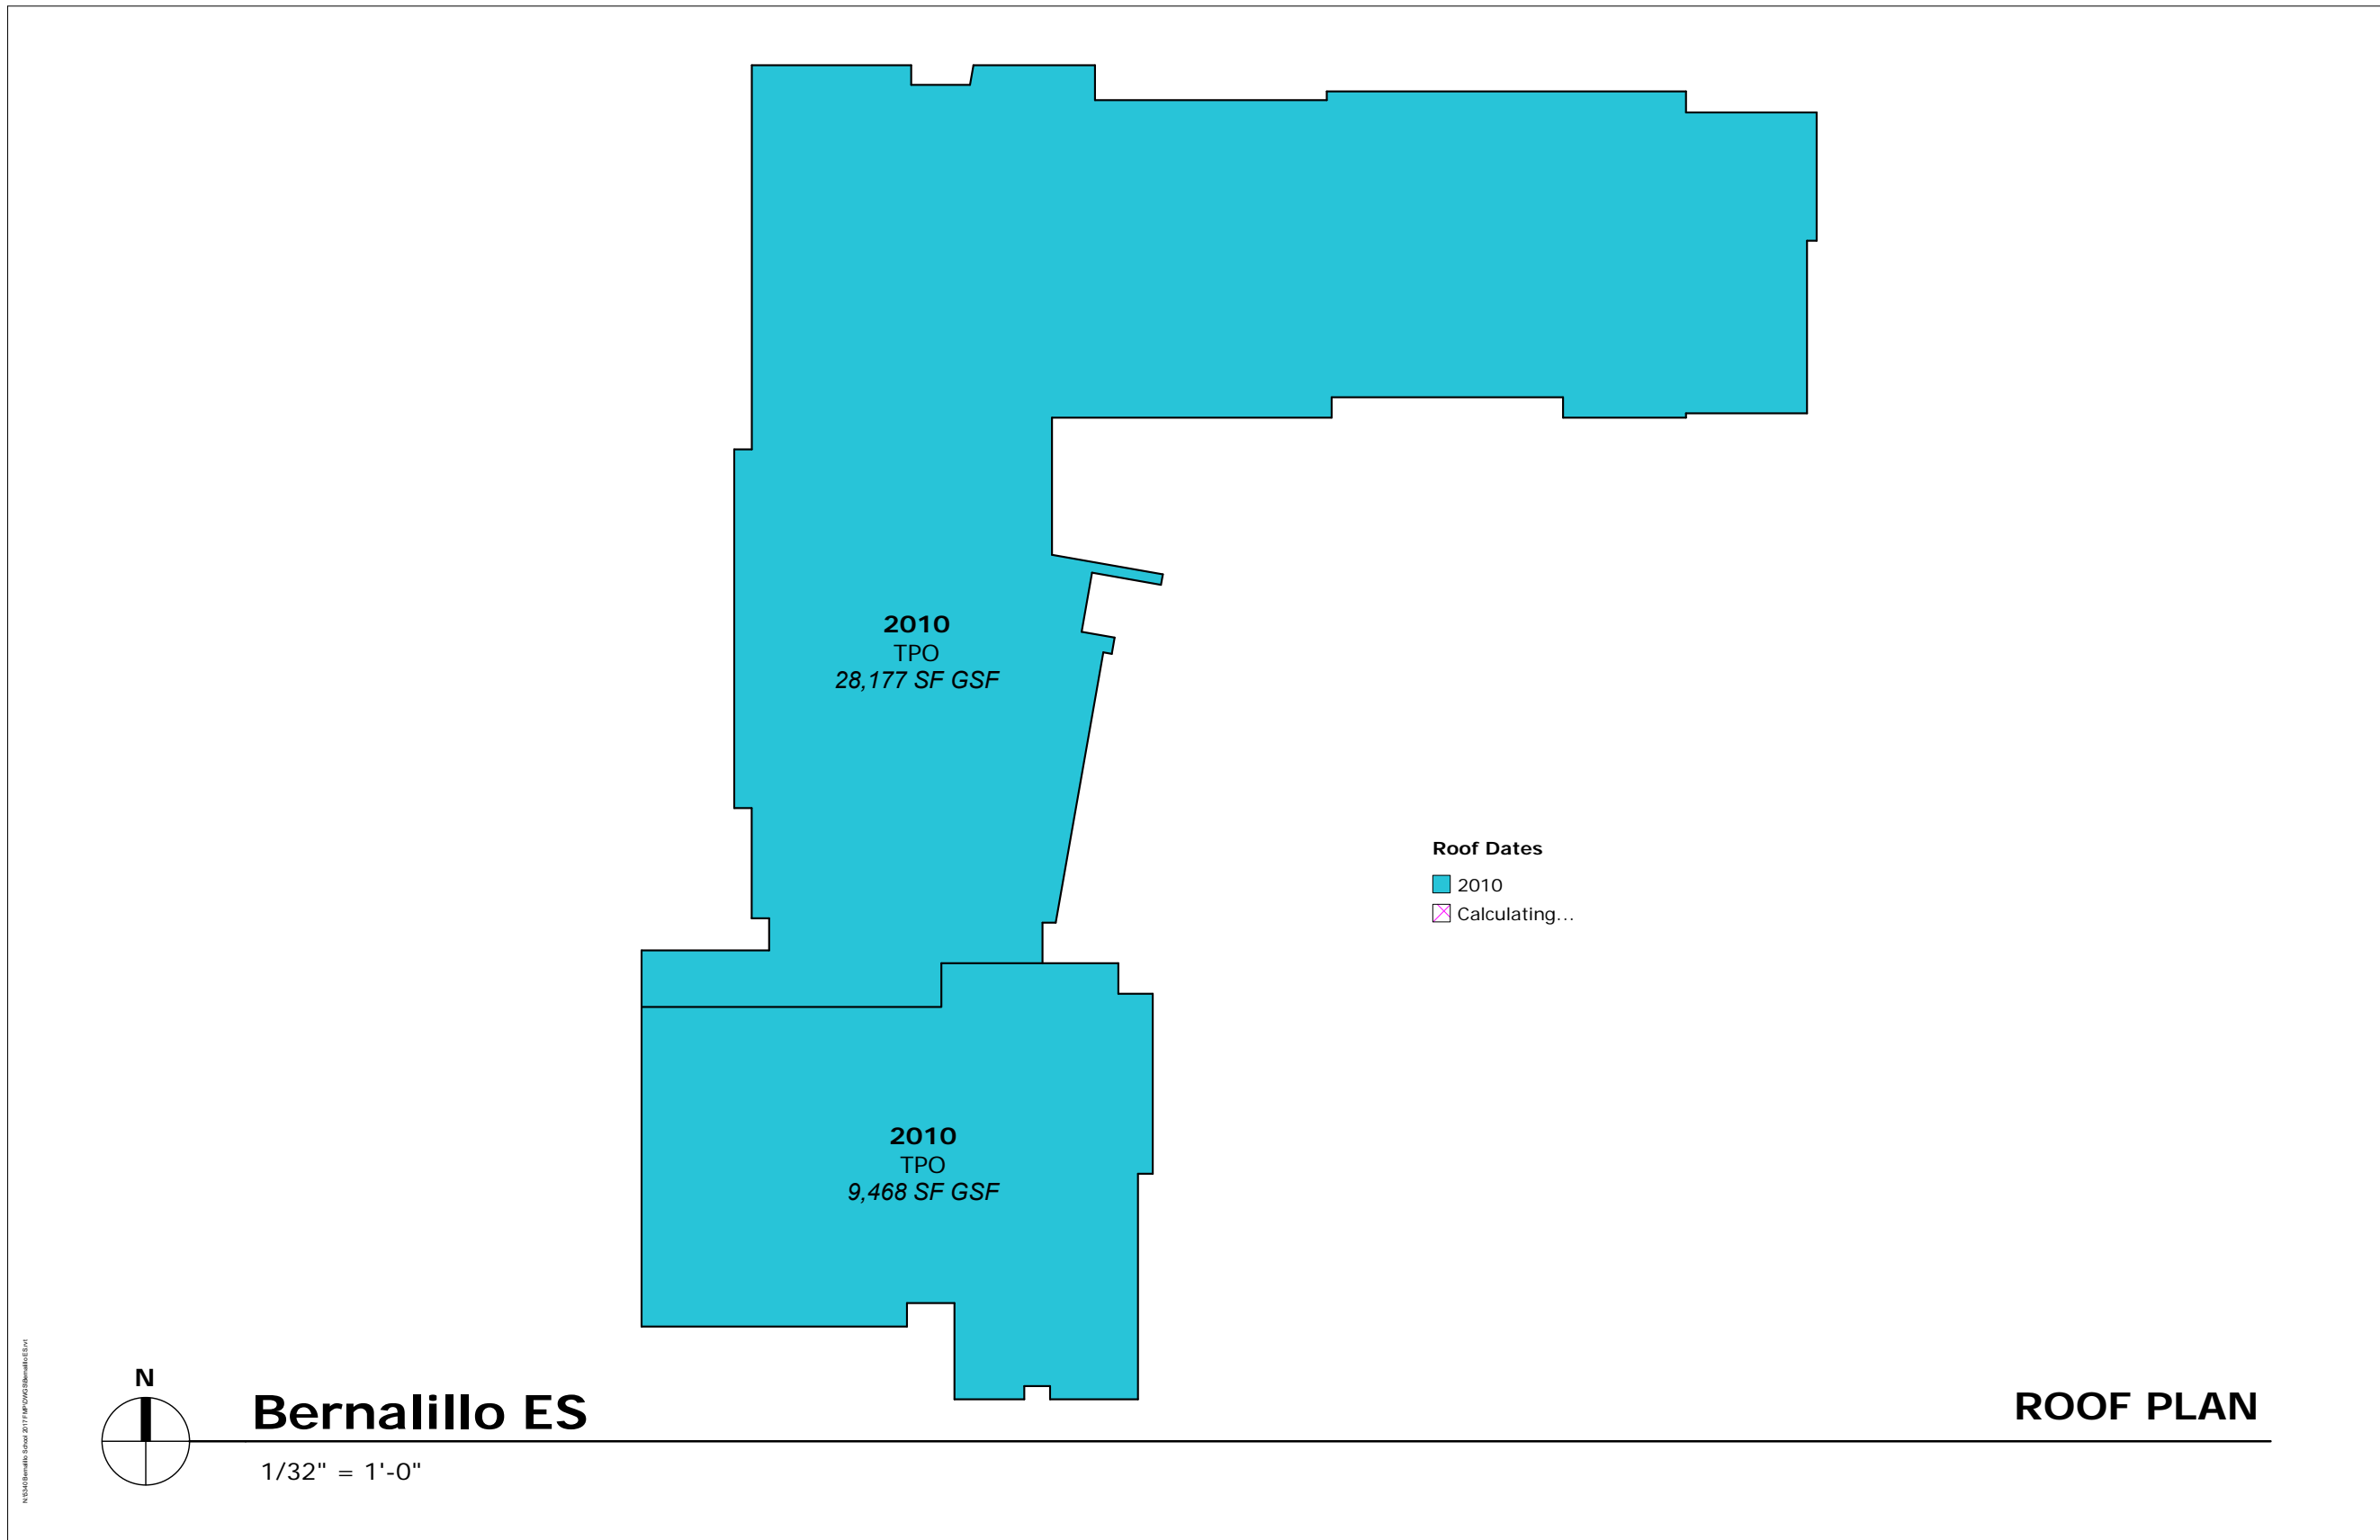 2010
TPO
28,177 SF GSF
Roof Dates
2010
Calculating...
2010
TPO
9,468 SF GSF
N
Bernalillo ES
ROOF PLAN
1/32" = 1'-0"